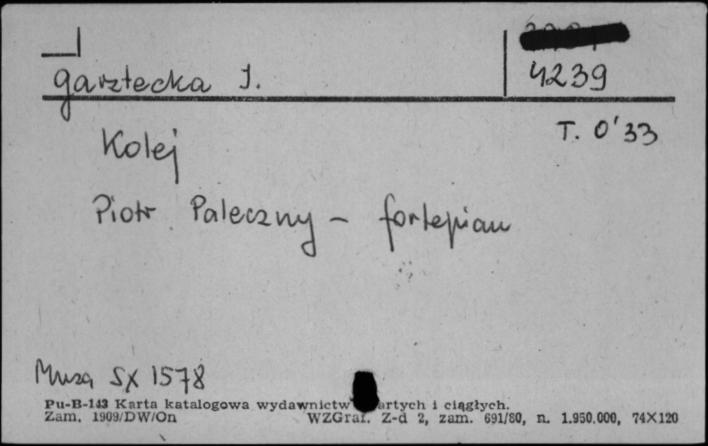 Garztecka I.
4239
T. 0'33
Kolej
Piotr Paleczny - fortepian
Muza SX 1578
Pu-B-143 Karta katalogowa wydawnictw artych i ciągłych.
Zam. 1909/DW/On WZGraf. Z-d 2, zam. 691/80, n. 1.950.000, 74X120